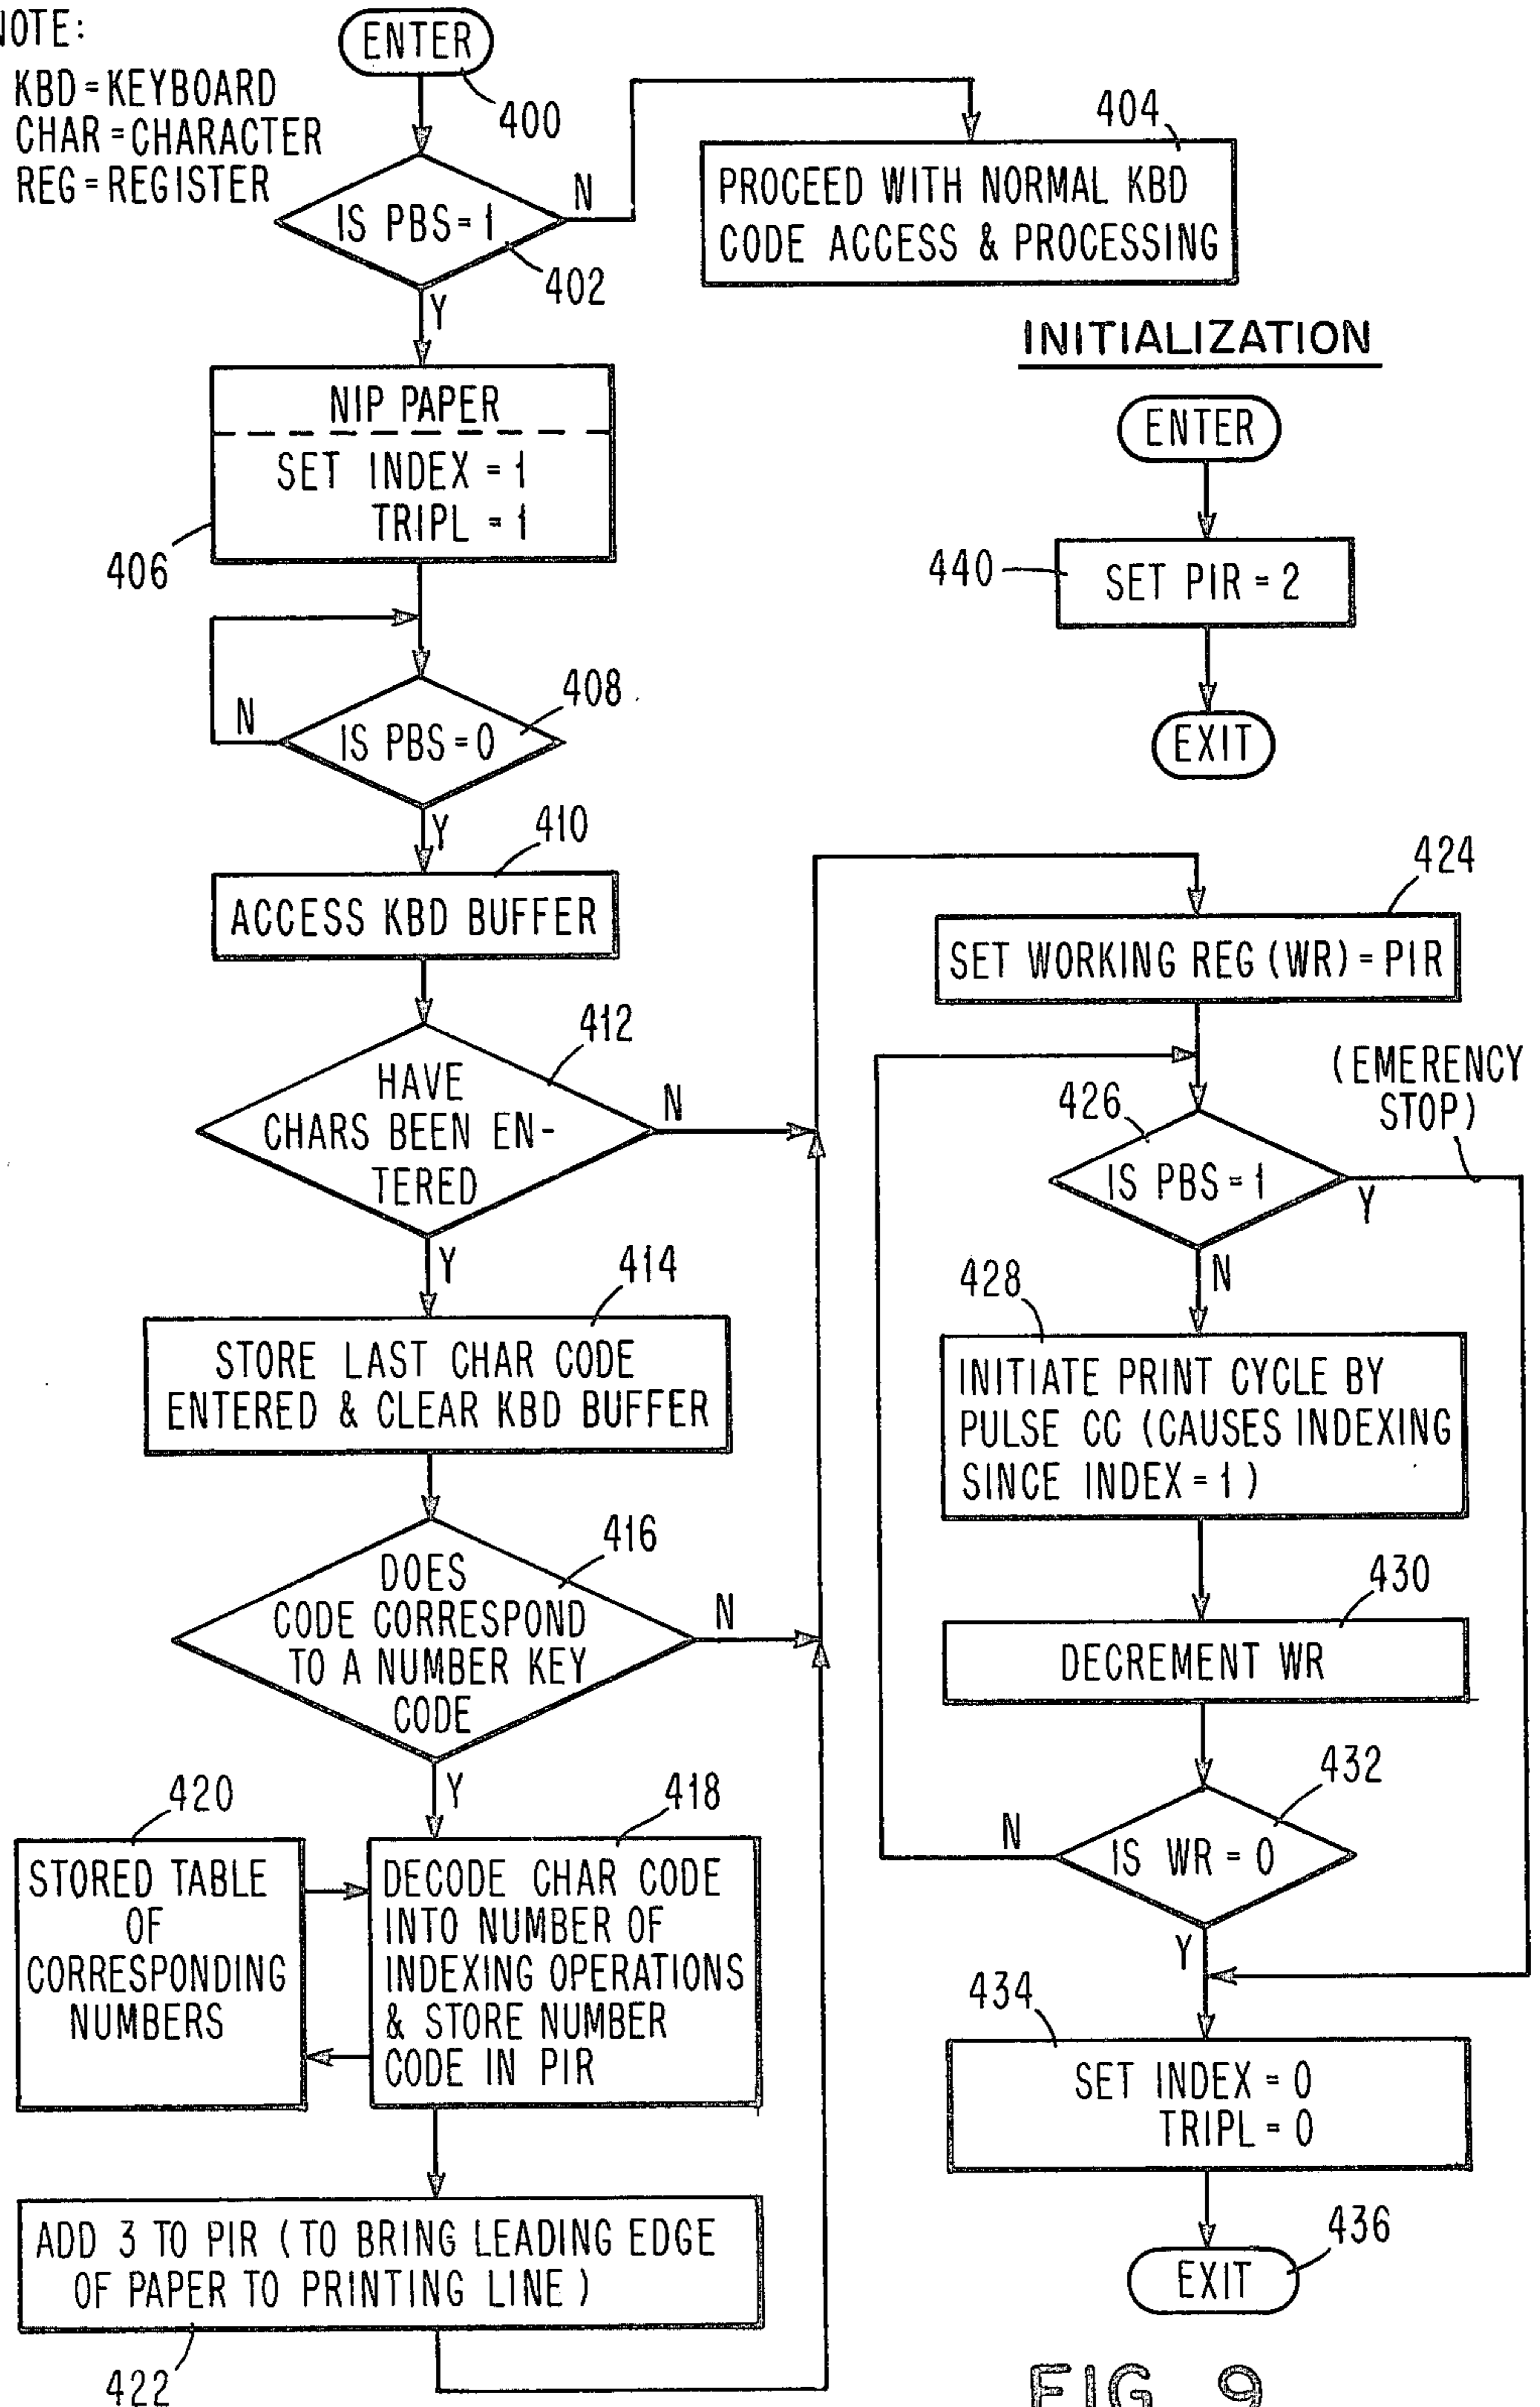 NOTE:
KBD = KEYBOARD
CHAR = CHARACTER
REG = REGISTER
ENTER
400
IS PBS = 1
402
N
Y
404
PROCEED WITH NORMAL KBD
CODE ACCESS & PROCESSING
NIP PAPER
SET INDEX = 1
TRIPL = 1
406
IS PBS = 0
408
N
Y
410
ACCESS KBD BUFFER
412
HAVE
CHARS BEEN EN-
TERED
N
Y
414
STORE LAST CHAR CODE
ENTERED & CLEAR KBD BUFFER
416
DOES
CODE CORRESPOND
TO A NUMBER KEY
CODE
N
Y
420
STORED TABLE
OF
CORRESPONDING
NUMBERS
418
DECODE CHAR CODE
INTO NUMBER OF
INDEXING OPERATIONS
& STORE NUMBER
CODE IN PIR
ADD 3 TO PIR (TO BRING LEADING EDGE
OF PAPER TO PRINTING LINE)
422
INITIALIZATION
ENTER
440
SET PIR = 2
EXIT
424
SET WORKING REG (WR) = PIR
(EMERENCY
STOP)
426
IS PBS = 1
Y
N
428
INITIATE PRINT CYCLE BY
PULSE CC (CAUSES INDEXING
SINCE INDEX = 1)
430
DECREMENT WR
432
IS WR = 0
N
Y
434
SET INDEX = 0
TRIPL = 0
EXIT
436
FIG. 9